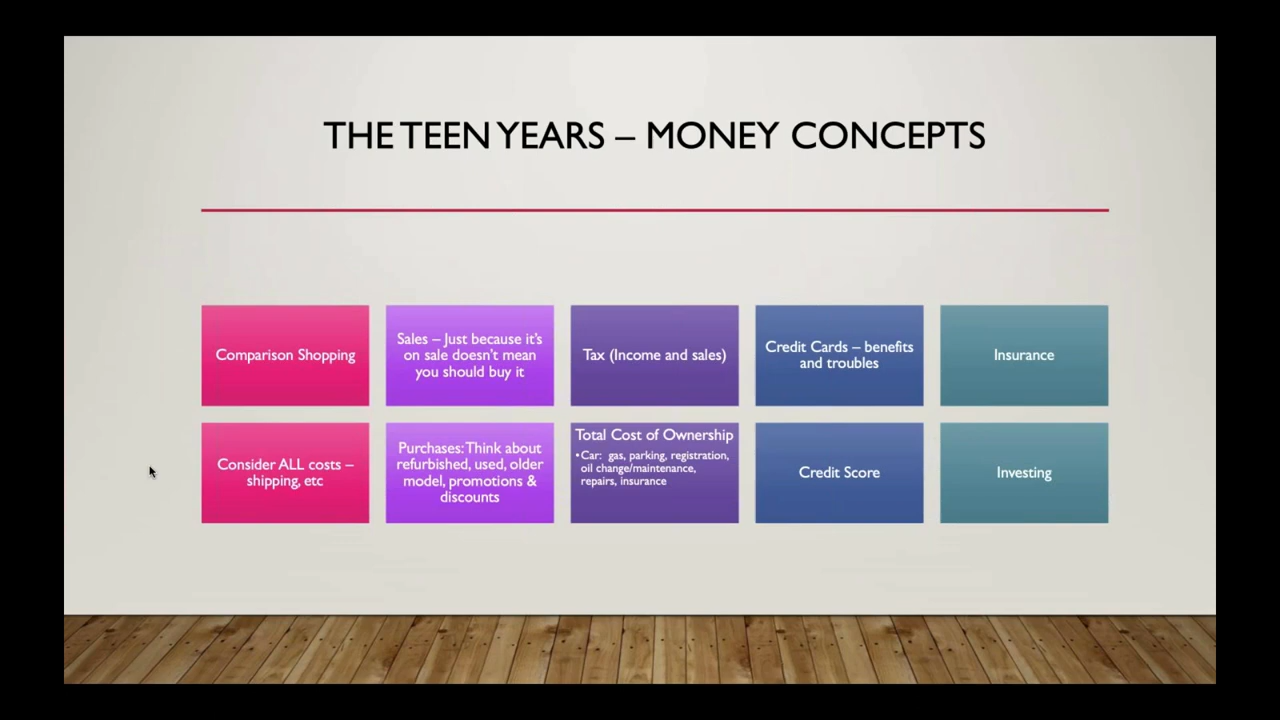 THE TEEN YEARS – MONEY CONCEPTS
Comparison Shopping
Sales – Just because it's
on sale doesn't mean
you should buy it
Tax (Income and sales)
Credit Cards – benefits
and troubles
Insurance
Consider ALL costs –
shipping, etc
Purchases: Think about
refurbished, used, older
model, promotions &
discounts
Total Cost of Ownership
•Car: gas, parking, registration,
oil change/maintenance,
repairs, insurance
Credit Score
Investing